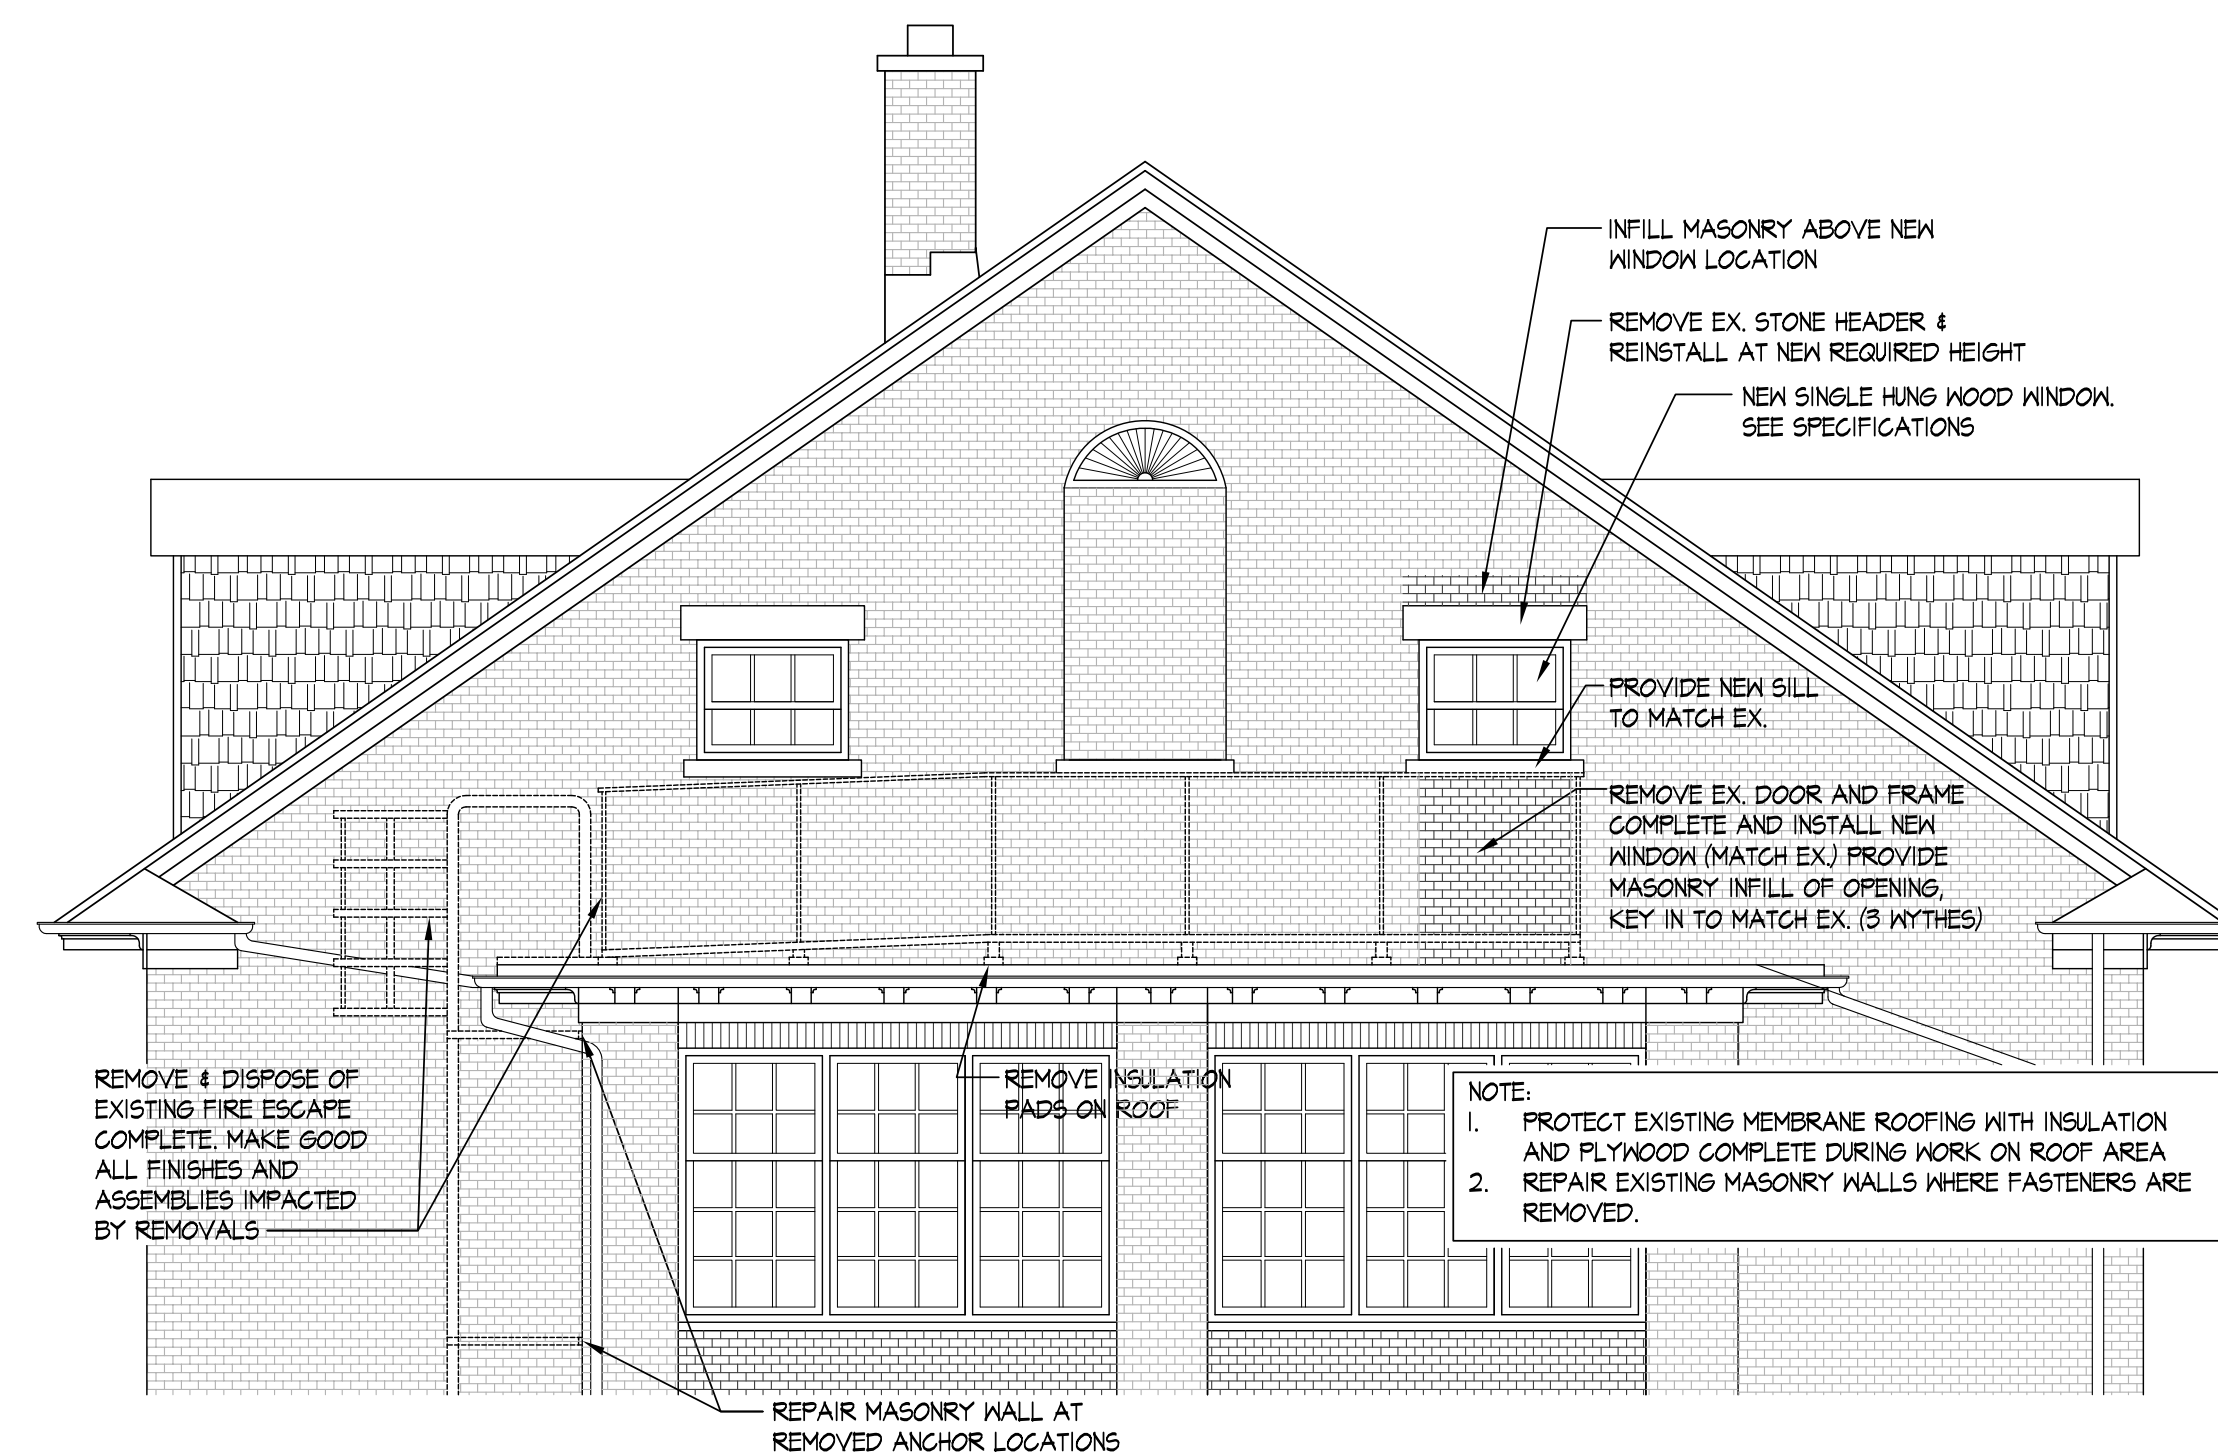 INFILL MASONRY ABOVE NEW
WINDOW LOCATION
REMOVE EX. STONE HEADER &
REINSTALL AT NEW REQUIRED HEIGHT
NEW SINGLE HUNG WOOD WINDOW.
SEE SPECIFICATIONS
PROVIDE NEW SILL
TO MATCH EX.
REMOVE EX. DOOR AND FRAME
COMPLETE AND INSTALL NEW
WINDOW (MATCH EX.) PROVIDE
MASONRY INFILL OF OPENING,
KEY IN TO MATCH EX. (3 WYTHES)
REMOVE & DISPOSE OF
EXISTING FIRE ESCAPE
COMPLETE. MAKE GOOD
ALL FINISHES AND
ASSEMBLIES IMPACTED
BY REMOVALS
REMOVE INSULATION
PADS ON ROOF
NOTE:
1. PROTECT EXISTING MEMBRANE ROOFING WITH INSULATION
AND PLYWOOD COMPLETE DURING WORK ON ROOF AREA
2. REPAIR EXISTING MASONRY WALLS WHERE FASTENERS ARE
REMOVED.
REPAIR MASONRY WALL AT
REMOVED ANCHOR LOCATIONS